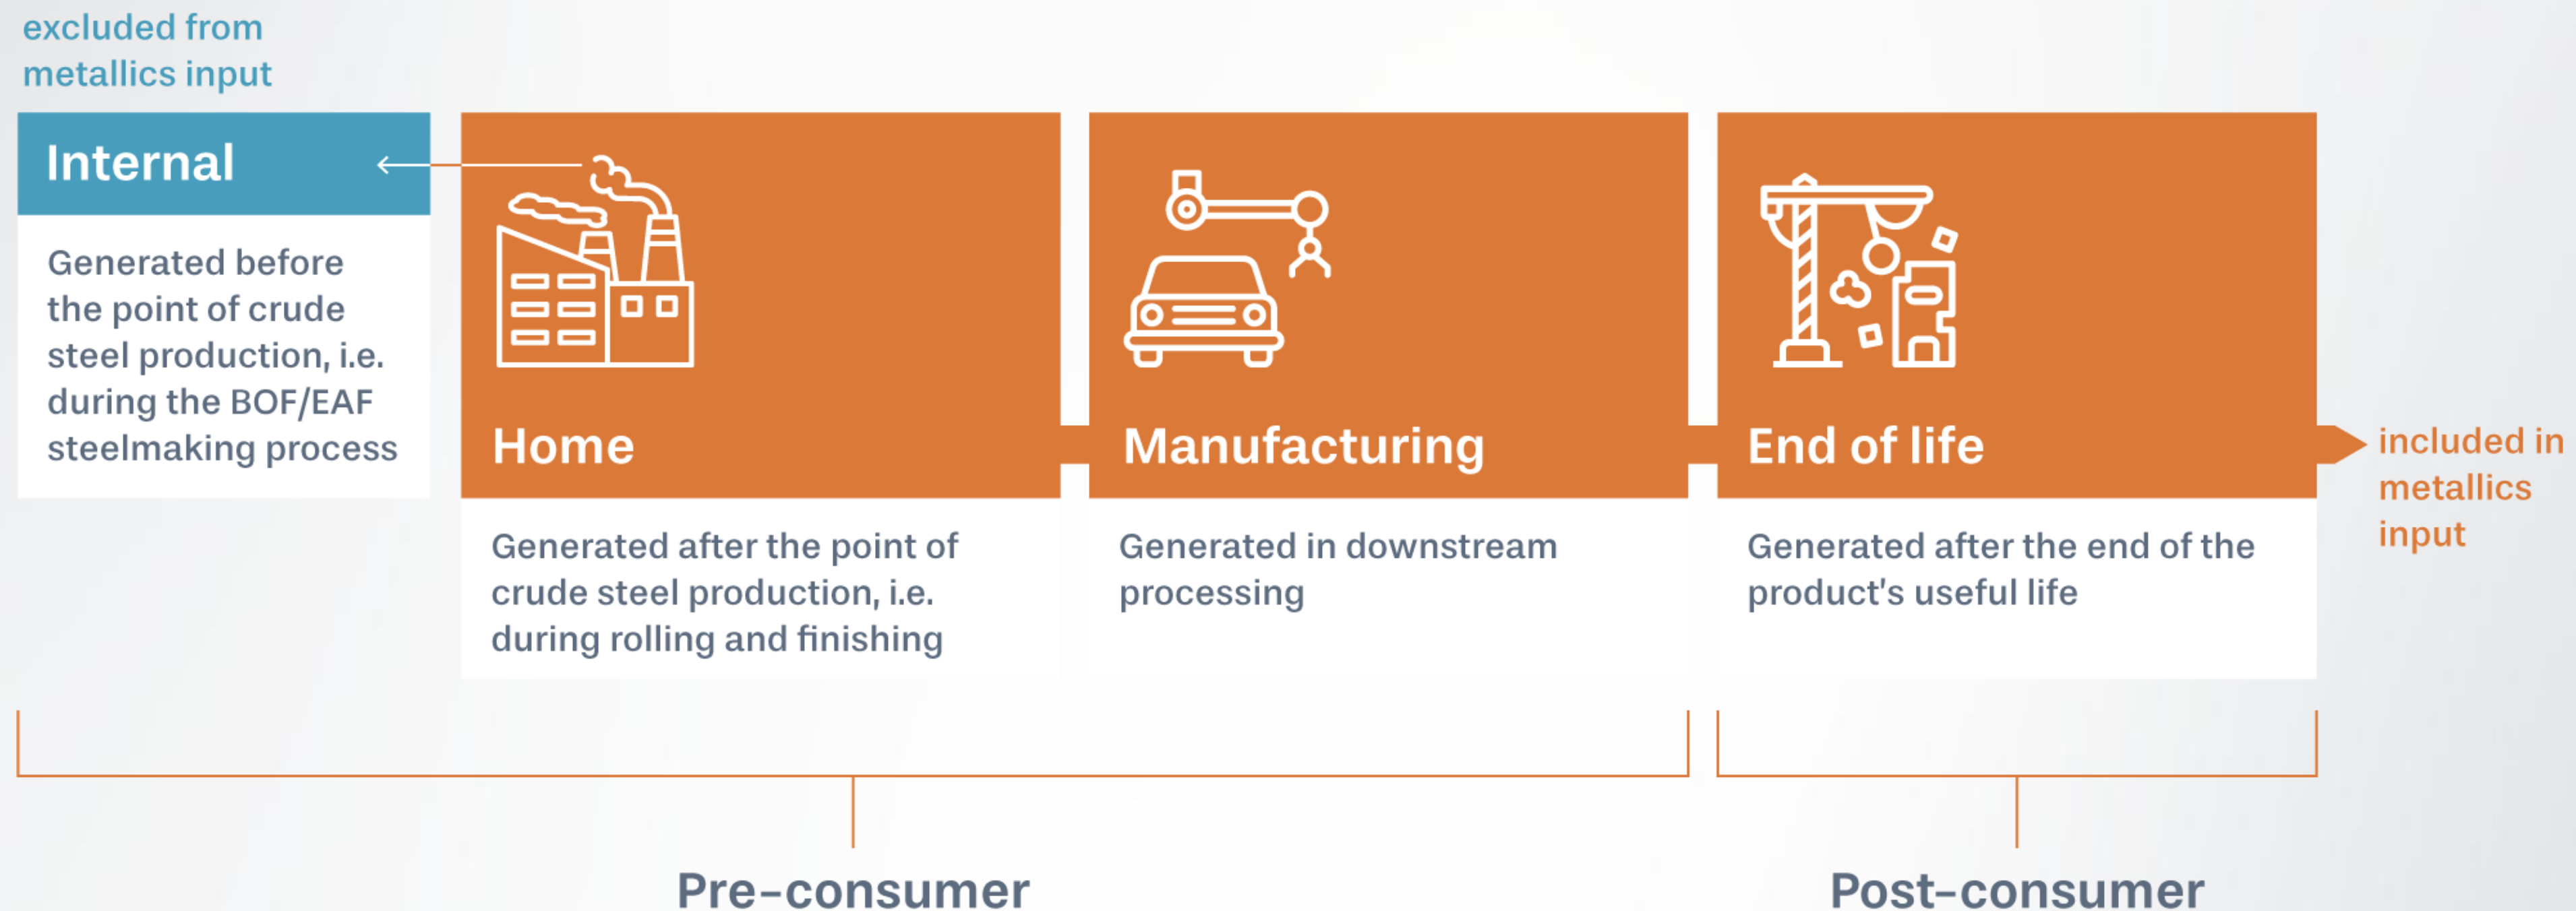 excluded from
metallics input
Internal
Generated before
the point of crude
steel production, i.e.
during the BOF/EAF
steelmaking process
Home
Generated after the point of
crude steel production, i.e.
during rolling and finishing
Manufacturing
Generated in downstream
processing
End of life
Generated after the end of the
product's useful life
included in
metallics
input
Pre-consumer
Post-consumer